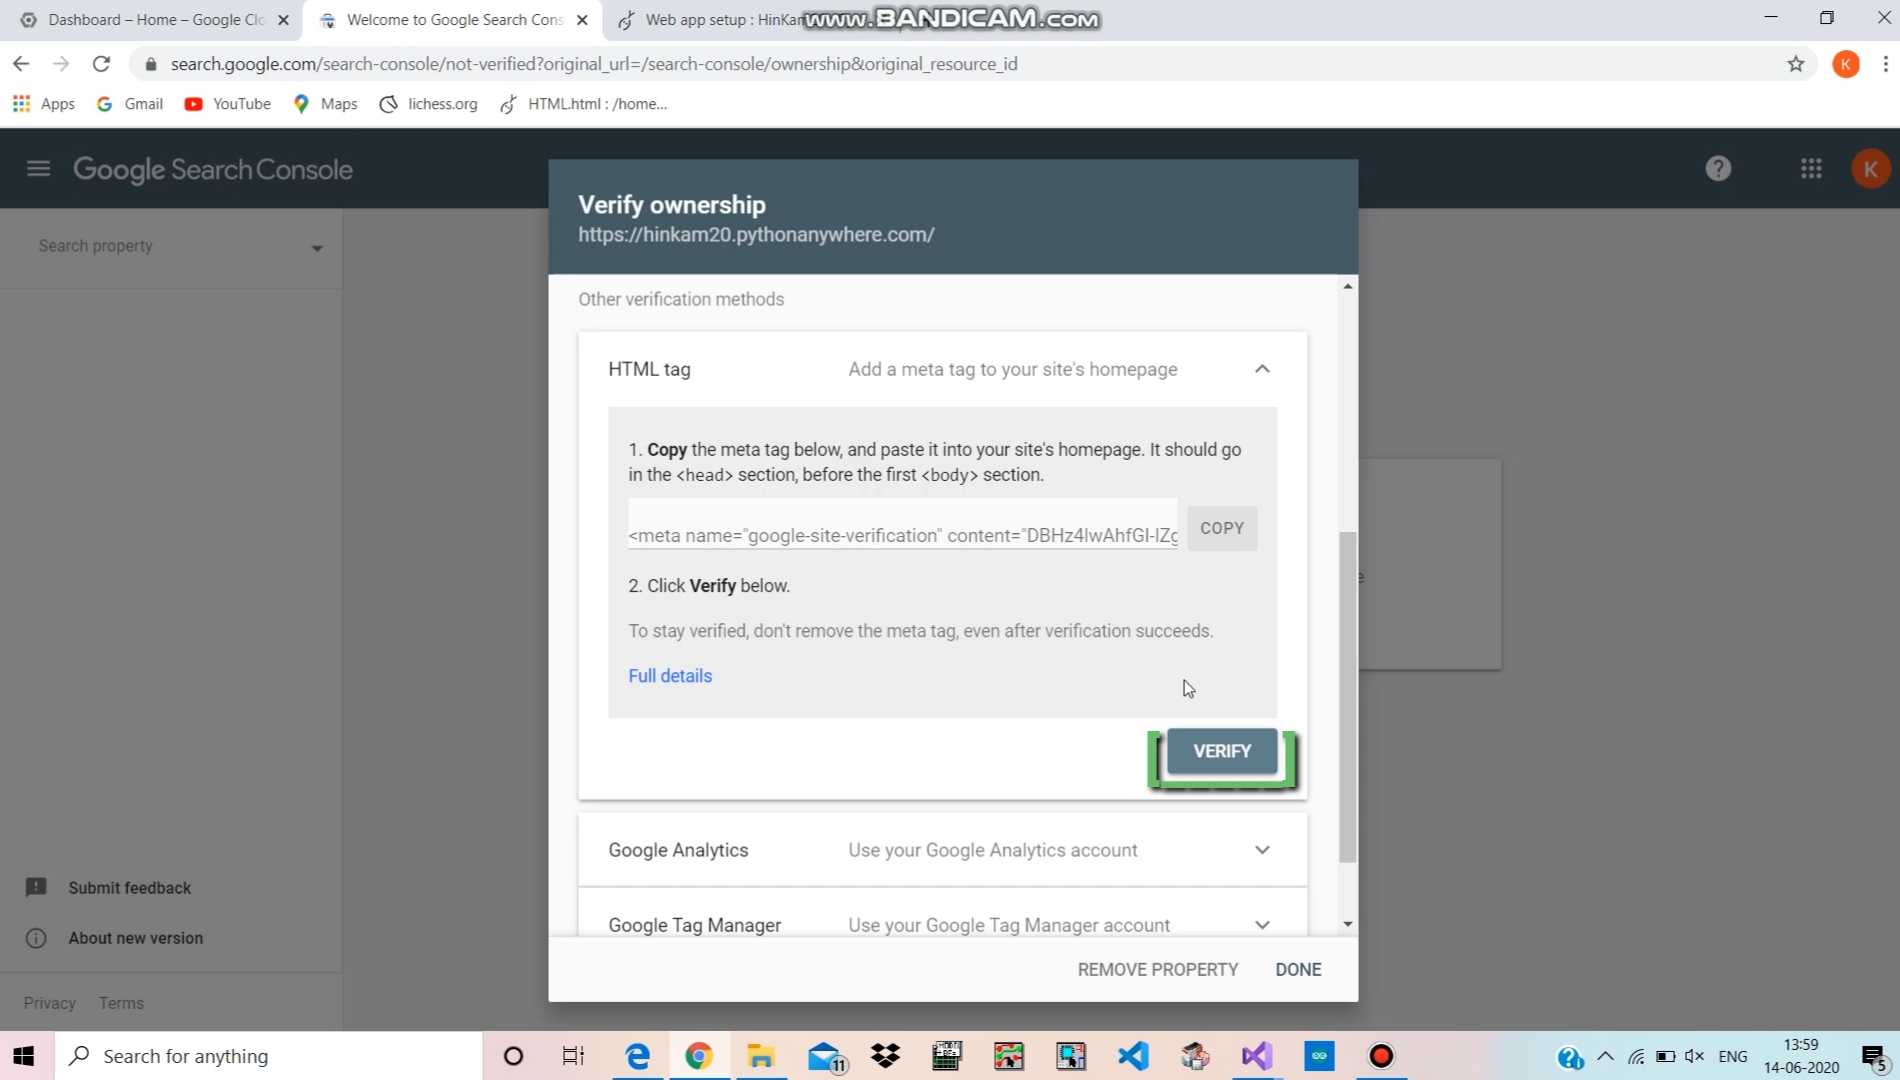 Dashboard – Home – Google Clo
Welcome to Google Search Cons
Web app setup : HinKam
www.BANDICAM.com
search.google.com/search-console/not-verified?original_url=/search-console/ownership&original_resource_id
K
Apps
Gmail
YouTube
Maps
lichess.org
HTML.html : /home...
Google Search Console
K
Search property
Verify ownership
https://hinkam20.pythonanywhere.com/
Other verification methods
HTML tag
Add a meta tag to your site's homepage
1. Copy the meta tag below, and paste it into your site's homepage. It should go
in the <head> section, before the first <body> section.
<meta name="google-site-verification" content="DBHz4lwAhfGI-lZg
COPY
2. Click Verify below.
To stay verified, don't remove the meta tag, even after verification succeeds.
Full details
VERIFY
Google Analytics
Use your Google Analytics account
Google Tag Manager
Use your Google Tag Manager account
REMOVE PROPERTY
DONE
Submit feedback
About new version
Privacy
Terms
Search for anything
11
ENG
13:59
14-06-2020
5